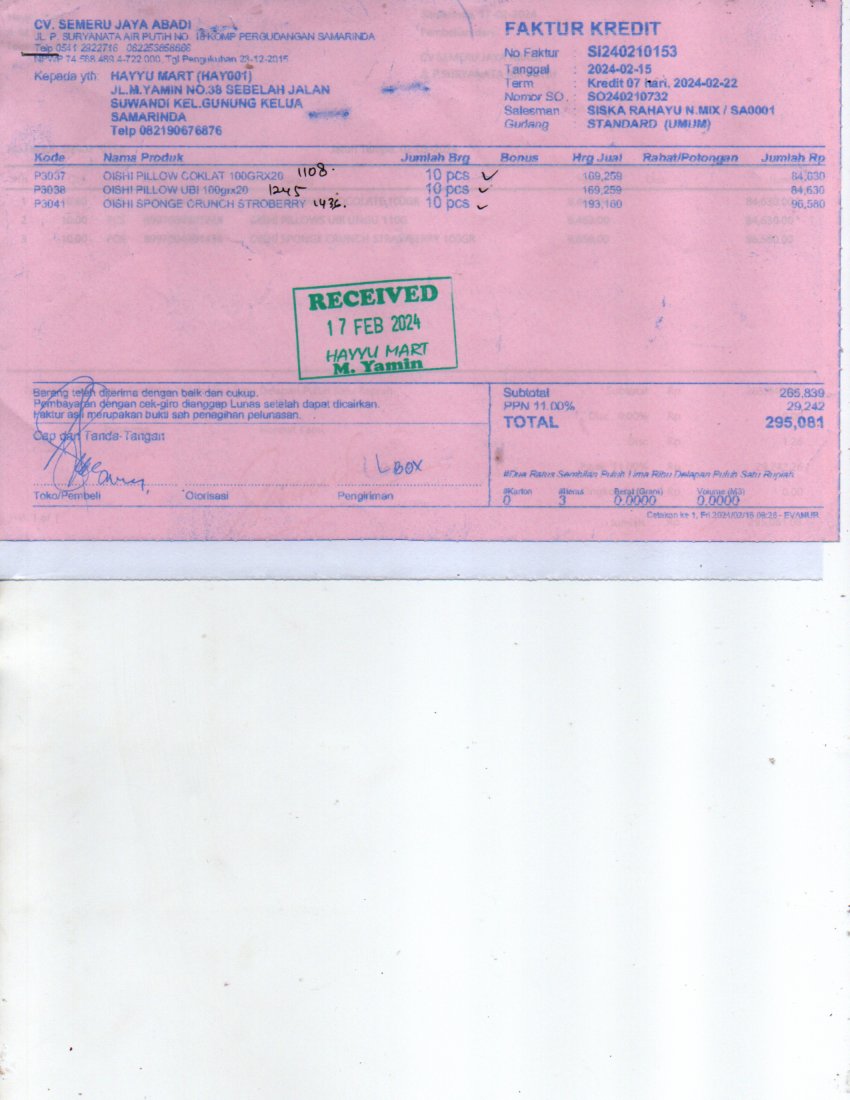 CV. SEMERU JAYA ABADI
JL. P. SURYANATA AIR PUTIH NO. 18 KOMP PERGUDANGAN SAMARINDA
Telp 0541 2922716 082253858666
NPWP 74.568.469.4-722.000, Tgl Pengukuhan 23-12-2015
Kepada yth: HAYYU MART (HAY001)
JL.M.YAMIN NO.38 SEBELAH JALAN
SUWANDI KEL.GUNUNG KELUA
SAMARINDA
Telp 082190676876
FAKTUR KREDIT
No Faktur : SI240210153
Tanggal : 2024-02-15
Term : Kredit 07 hari, 2024-02-22
Nomor SO. : SO240210732
Salesman : SISKA RAHAYU N.MIX / SA0001
Gudang : STANDARD (UMUM)
Kode Nama Produk Jumlah Brg Bonus Hrg Jual Rabat/Potongan Jumlah Rp
P3037 OISHI PILLOW COKLAT 100GRX20 1108. 10 pcs ✓ 169,259 84,630
P3038 OISHI PILLOW UBI 100grx20 1245 10 pcs ✓ 169,259 84,630
P3041 OISHI SPONGE CRUNCH STROBERRY 1436. 10 pcs ✓ 193,160 96,580
RECEIVED
17 FEB 2024
HAYYU MART
M. Yamin
Barang telah diterima dengan baik dan cukup.
Pembayaran dengan cek-giro dianggap Lunas setelah dapat dicairkan.
Faktur asli merupakan bukti sah penagihan pelunasan.
Cap dan Tanda-Tangan
1 L BOX
Toko/Pembeli Otorisasi Pengiriman
Subtotal 265,839
PPN 11.00% 29,242
TOTAL 295,081
#Dua Ratus Sembilan Puluh Lima Ribu Delapan Puluh Satu Rupiah
#Karton #Items Berat (Gram) Volume (M3)
0 3 0.0000 0.0000
Cetakan ke 1, Fri 2024/02/16 09:28 - EVAMUR